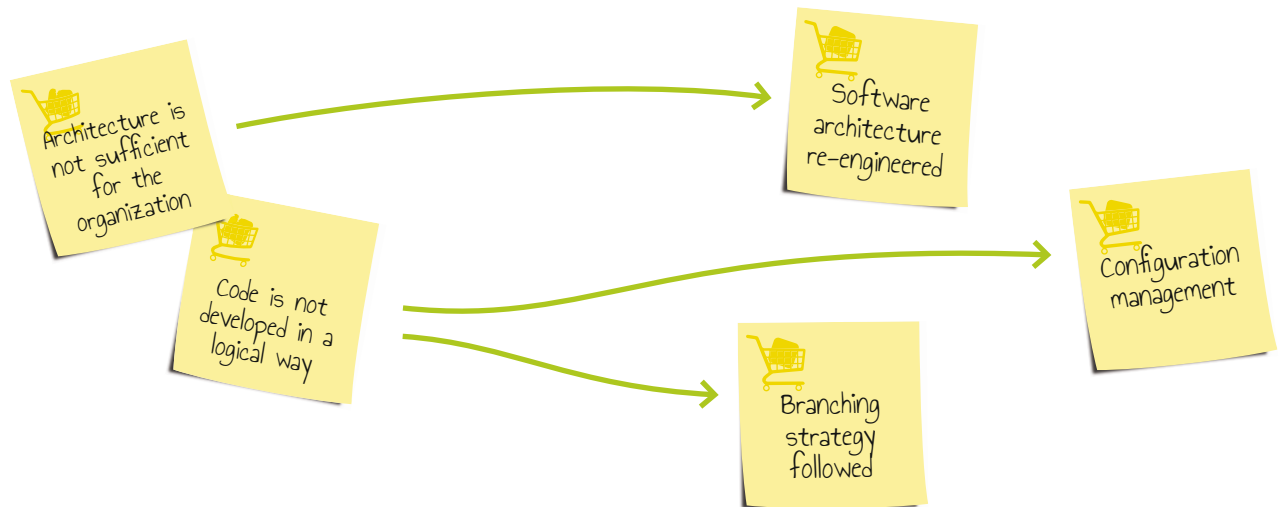 Architecture is
not sufficient
for the
organization
Code is not
developed in a
logical way
Software
architecture
re-engineered
Configuration
management
Branching
strategy
followed